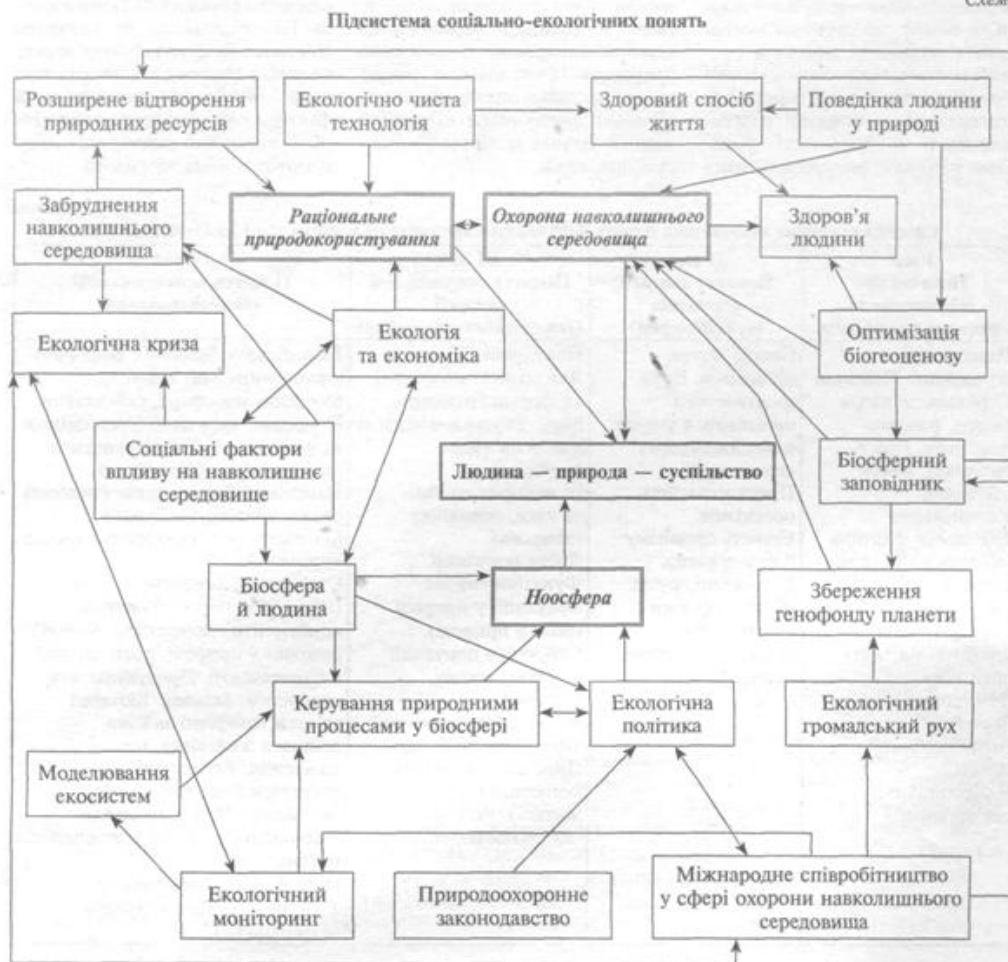 Схем
Підсистема соціально-екологічних понять
Розширене відтворення
природних ресурсів
Екологічно чиста
технологія
Здоровий спосіб
життя
Поведінка людини
у природі
Забруднення
навколишнього
середовища
Раціональне
природокористування
Охорона навколишнього
середовища
Здоров'я
людини
Екологічна криза
Екологія
та економіка
Оптимізація
біогеоценозу
Соціальні фактори
впливу на навколишнє
середовище
Людина — природа — суспільство
Біосферний
заповідник
Біосфера
й людина
Ноосфера
Збереження
генофонду планети
Керування природними
процесами у біосфері
Екологічна
політика
Екологічний
громадський рух
Моделювання
екосистем
Екологічний
моніторинг
Природоохоронне
законодавство
Міжнародне співробітництво
у сфері охорони навколишнього
середовища